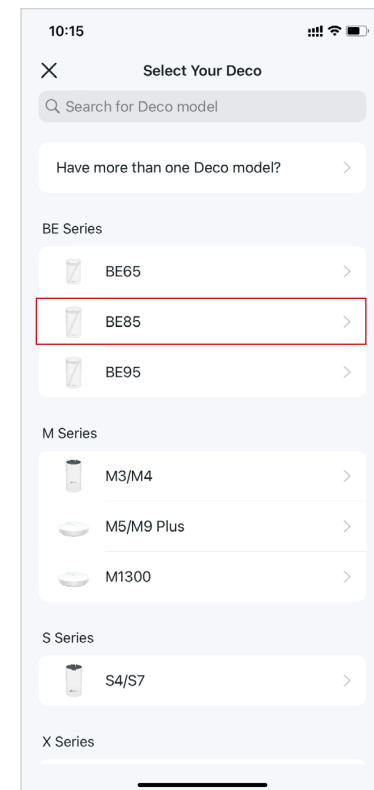 10:15
Select Your Deco
Search for Deco model
Have more than one Deco model?
BE Series
BE65
BE85
BE95
M Series
M3/M4
M5/M9 Plus
M1300
S Series
S4/S7
X Series